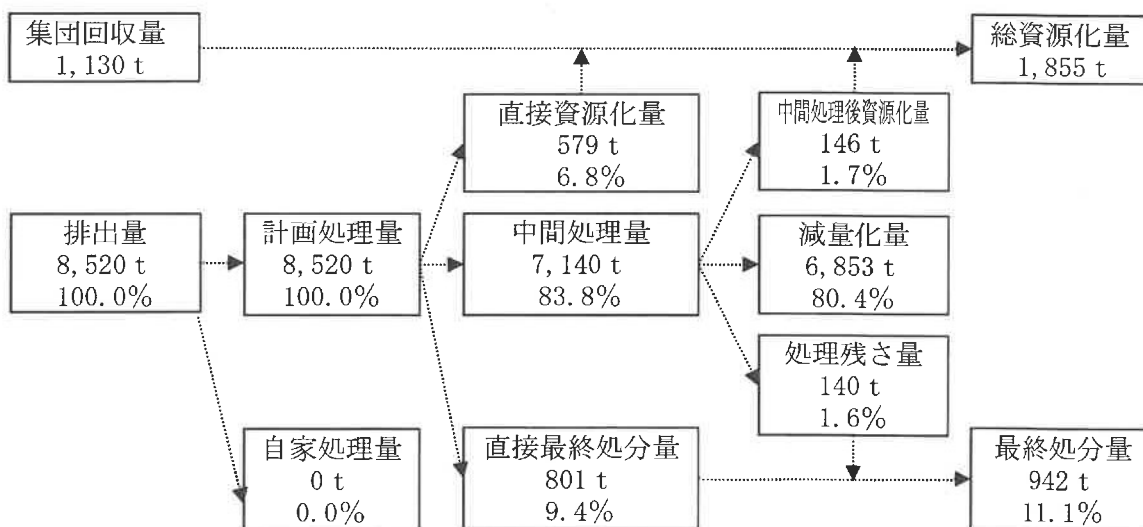 集団回収量
1,130 t
総資源化量
1,855 t
直接資源化量
579 t
6.8%
中間処理後資源化量
146 t
1.7%
排出量
8,520 t
100.0%
計画処理量
8,520 t
100.0%
中間処理量
7,140 t
83.8%
減量化量
6,853 t
80.4%
処理残さ量
140 t
1.6%
自家処理量
0 t
0.0%
直接最終処分量
801 t
9.4%
最終処分量
942 t
11.1%